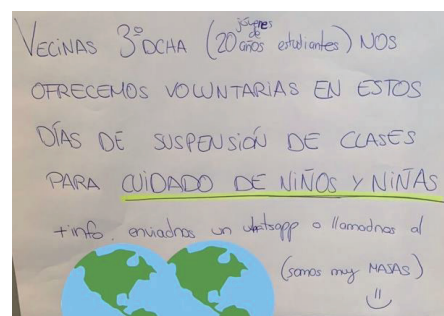 VECINAS 3º DCHA (jóvenes de 20 años estudiantes) NOS
OFRECEMOS VOLUNTARIAS EN ESTOS
DÍAS DE SUSPENSIÓN DE CLASES
PARA CUIDADO DE NIÑOS Y NIÑAS
+info. enviadnos un whatsapp o llamadnos al
(somos muy MAJAS)